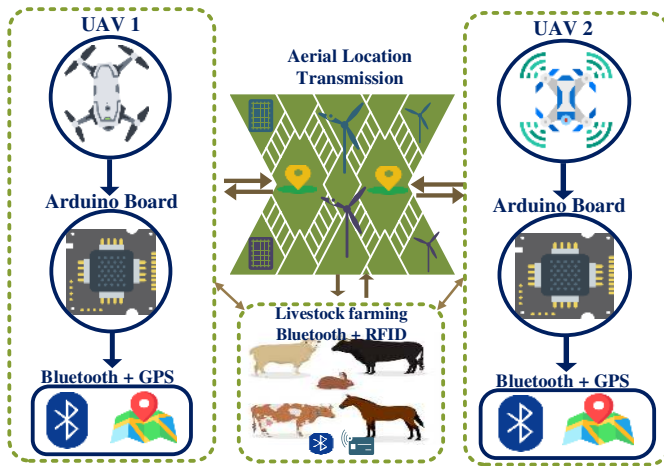 UAV 1
Arduino Board
Bluetooth + GPS
Aerial Location
Transmission
Livestock farming
Bluetooth + RFID
UAV 2
Arduino Board
Bluetooth + GPS